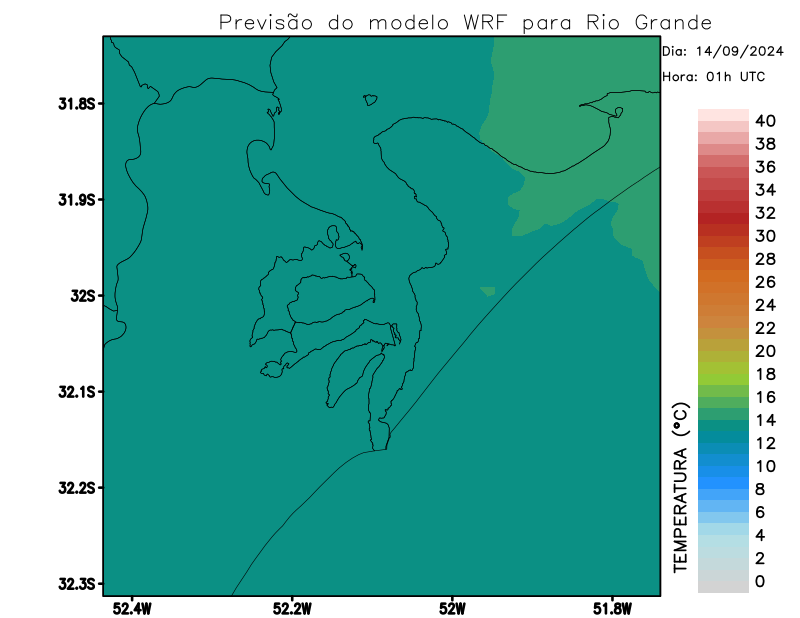 Previsão do modelo WRF para Rio Grande
Dia: 14/09/2024
Hora: 01h UTC
31.8S
31.9S
32S
32.1S
32.2S
32.3S
52.4W
52.2W
52W
51.8W
40
38
36
34
32
30
28
26
24
22
20
18
16
14
12
10
8
6
4
2
0
TEMPERATURA (°C)